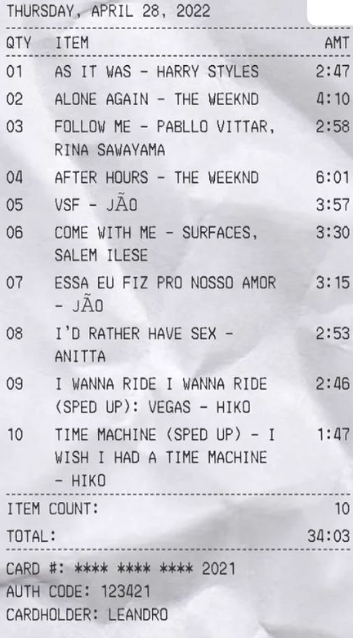 THURSDAY, APRIL 28, 2022
QTY ITEM AMT
01 AS IT WAS - HARRY STYLES 2:47
02 ALONE AGAIN - THE WEEKND 4:10
03 FOLLOW ME - PABLLO VITTAR, 2:58
RINA SAWAYAMA
04 AFTER HOURS - THE WEEKND 6:01
05 VSF - JÃO 3:57
06 COME WITH ME - SURFACES, 3:30
SALEM ILESE
07 ESSA EU FIZ PRO NOSSO AMOR 3:15
- JÃO
08 I'D RATHER HAVE SEX - 2:53
ANITTA
09 I WANNA RIDE I WANNA RIDE 2:46
(SPED UP): VEGAS - HIKO
10 TIME MACHINE (SPED UP) - I 1:47
WISH I HAD A TIME MACHINE
- HIKO
ITEM COUNT: 10
TOTAL: 34:03
CARD #: **** **** **** 2021
AUTH CODE: 123421
CARDHOLDER: LEANDRO